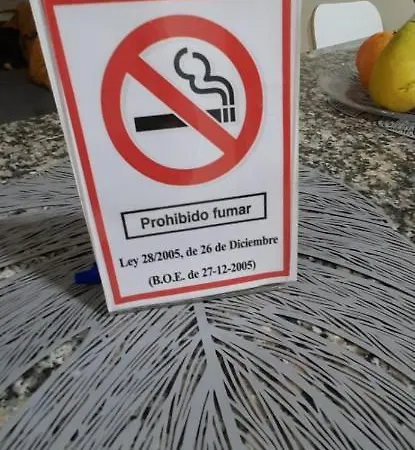 Prohibido fumar
Ley 28/2005, de 26 de Diciembre
(B.O.E. de 27-12-2005)